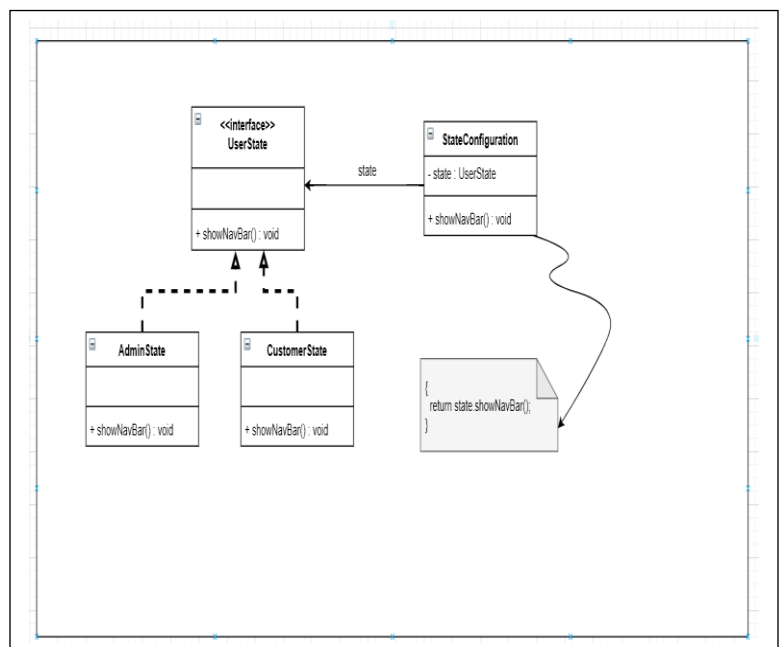 <<interface>>
UserState
+ showNavBar() : void
state
StateConfiguration
- state : UserState
+ showNavBar() : void
AdminState
+ showNavBar() : void
CustomerState
+ showNavBar() : void
{
return state.showNavBar();
}